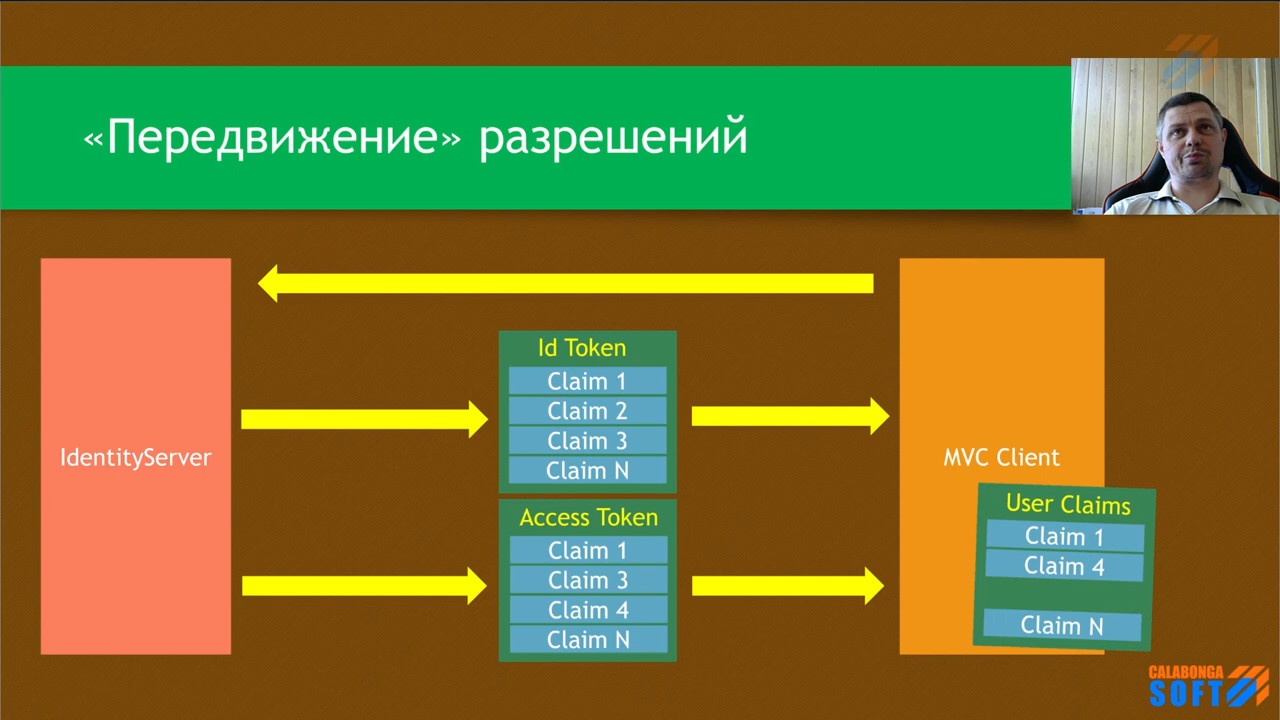 «Передвижение» разрешений
IdentityServer
Id Token
Claim 1
Claim 2
Claim 3
Claim N
Access Token
Claim 1
Claim 3
Claim 4
Claim N
MVC Client
User Claims
Claim 1
Claim 4
Claim N
CALABONGA
SOFT